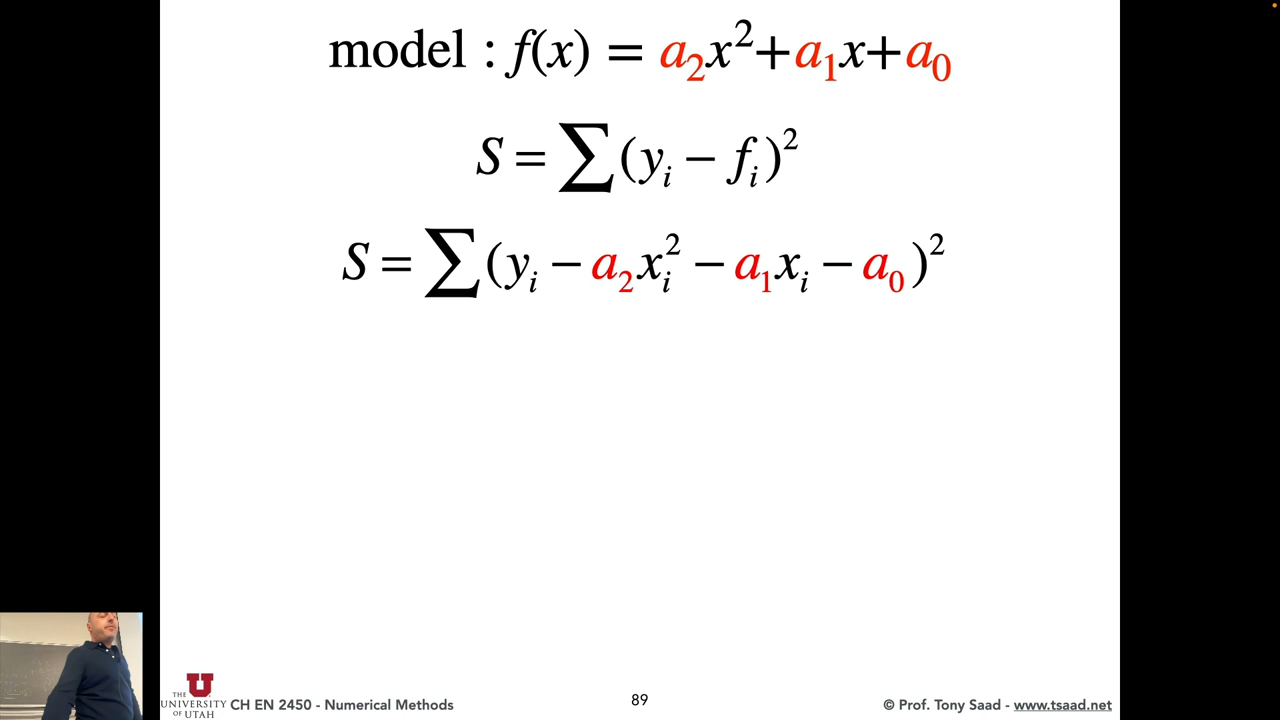 model : f(x) = a₂x²+a₁x+a₀
S = ∑(yᵢ − fᵢ)²
S = ∑(yᵢ − a₂xᵢ² − a₁xᵢ − a₀)²
U
THE
UNIVERSITY
OF UTAH
CH EN 2450 - Numerical Methods
89
© Prof. Tony Saad - www.tsaad.net